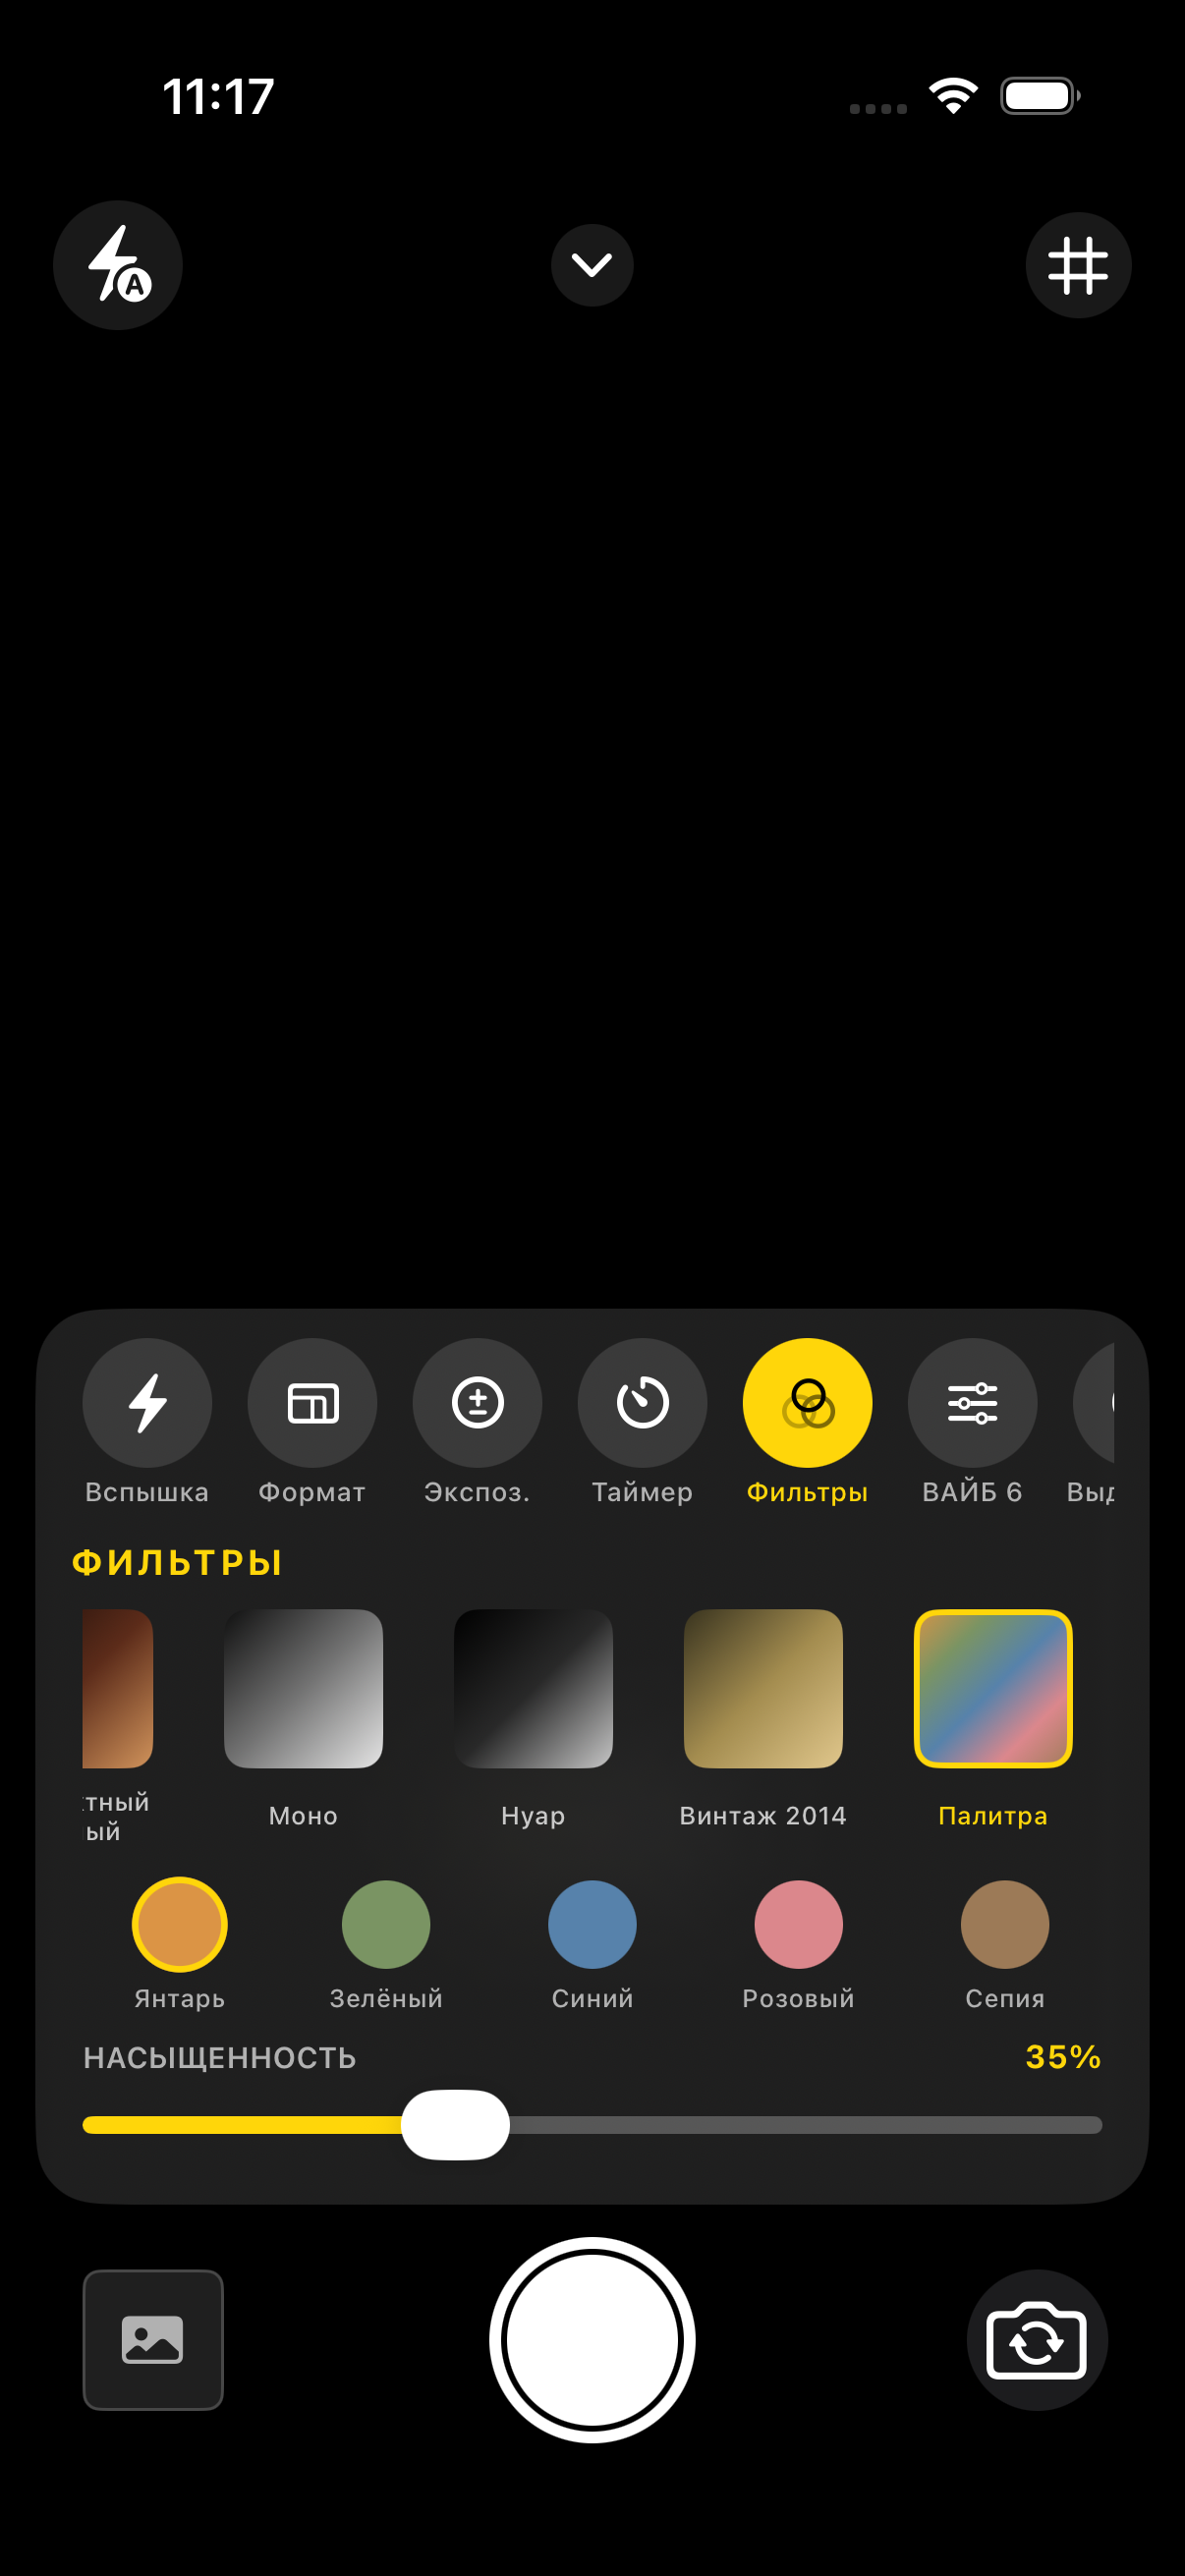 11:17
A
Вспышка Формат Экспоз. Таймер Фильтры ВАЙБ 6
ФИЛЬТРЫ
Моно Нуар Винтаж 2014 Палитра
Янтарь Зелёный Синий Розовый Сепия
НАСЫЩЕННОСТЬ 35%